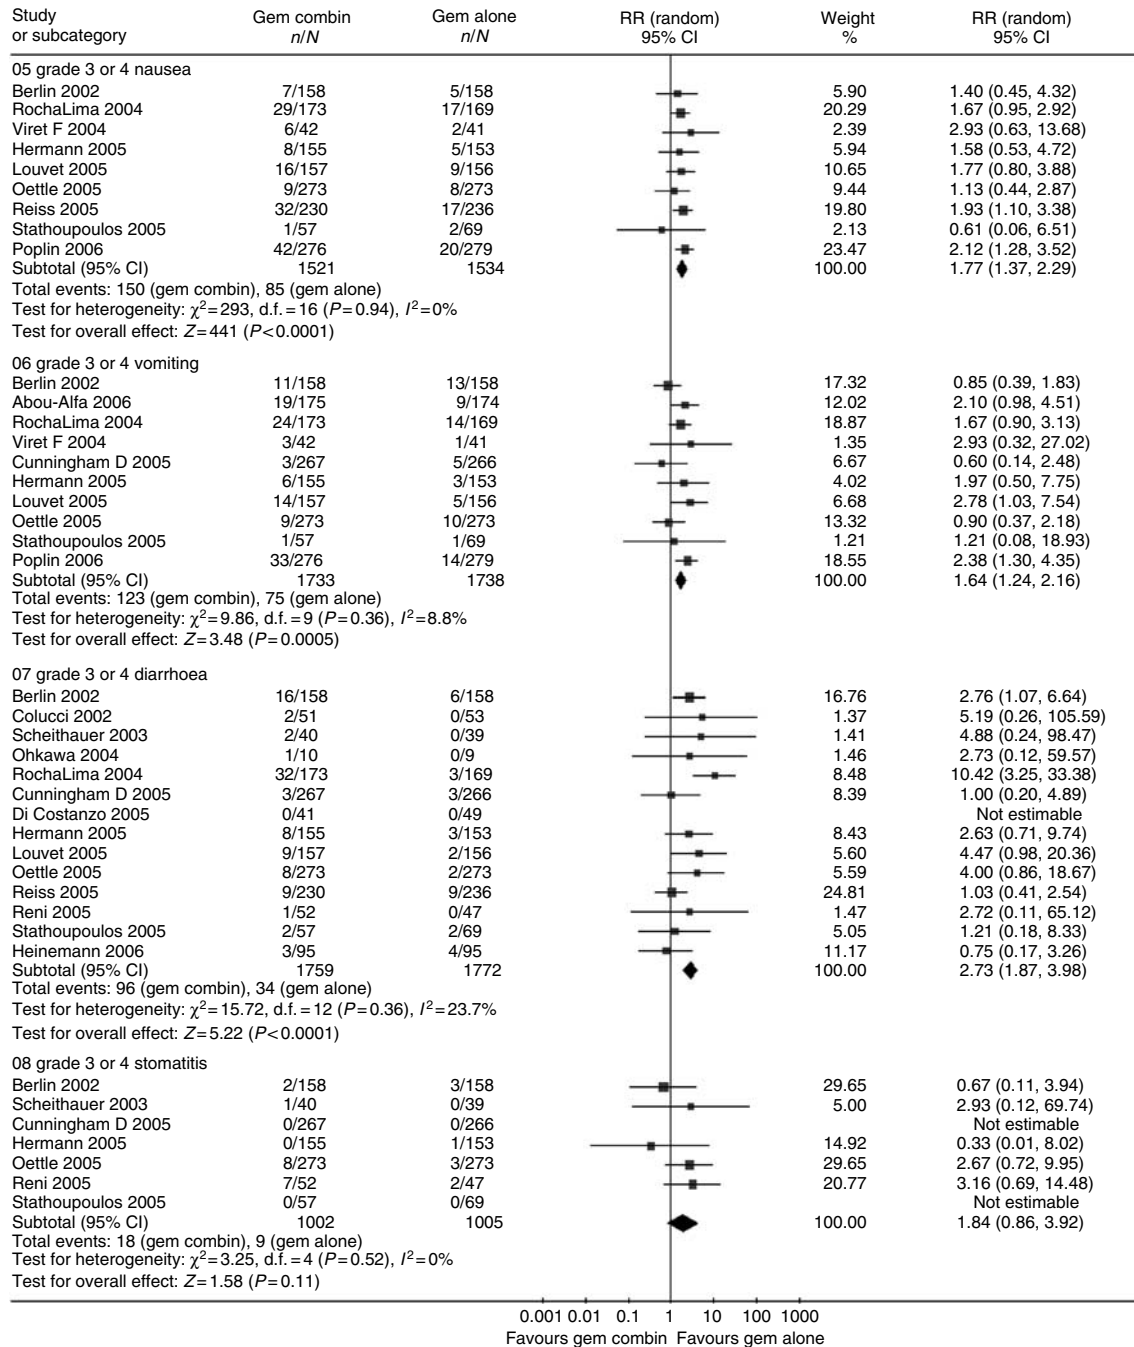 Study Gem combin Gem alone RR (random) Weight RR (random)
or subcategory n/N n/N 95% CI % 95% CI
05 grade 3 or 4 nausea
Berlin 2002 7/158 5/158 5.90 1.40 (0.45, 4.32)
RochaLima 2004 29/173 17/169 20.29 1.67 (0.95, 2.92)
Viret F 2004 6/42 2/41 2.39 2.93 (0.63, 13.68)
Hermann 2005 8/155 5/153 5.94 1.58 (0.53, 4.72)
Louvet 2005 16/157 9/156 10.65 1.77 (0.80, 3.88)
Oettle 2005 9/273 8/273 9.44 1.13 (0.44, 2.87)
Reiss 2005 32/230 17/236 19.80 1.93 (1.10, 3.38)
Stathoupoulos 2005 1/57 2/69 2.13 0.61 (0.06, 6.51)
Poplin 2006 42/276 20/279 23.47 2.12 (1.28, 3.52)
Subtotal (95% CI) 1521 1534 100.00 1.77 (1.37, 2.29)
Total events: 150 (gem combin), 85 (gem alone)
Test for heterogeneity: χ²=293, d.f.=16 (P=0.94), I²=0%
Test for overall effect: Z=441 (P<0.0001)
06 grade 3 or 4 vomiting
Berlin 2002 11/158 13/158 17.32 0.85 (0.39, 1.83)
Abou-Alfa 2006 19/175 9/174 12.02 2.10 (0.98, 4.51)
RochaLima 2004 24/173 14/169 18.87 1.67 (0.90, 3.13)
Viret F 2004 3/42 1/41 1.35 2.93 (0.32, 27.02)
Cunningham D 2005 3/267 5/266 6.67 0.60 (0.14, 2.48)
Hermann 2005 6/155 3/153 4.02 1.97 (0.50, 7.75)
Louvet 2005 14/157 5/156 6.68 2.78 (1.03, 7.54)
Oettle 2005 9/273 10/273 13.32 0.90 (0.37, 2.18)
Stathoupoulos 2005 1/57 1/69 1.21 1.21 (0.08, 18.93)
Poplin 2006 33/276 14/279 18.55 2.38 (1.30, 4.35)
Subtotal (95% CI) 1733 1738 100.00 1.64 (1.24, 2.16)
Total events: 123 (gem combin), 75 (gem alone)
Test for heterogeneity: χ²=9.86, d.f.=9 (P=0.36), I²=8.8%
Test for overall effect: Z=3.48 (P=0.0005)
07 grade 3 or 4 diarrhoea
Berlin 2002 16/158 6/158 16.76 2.76 (1.07, 6.64)
Colucci 2002 2/51 0/53 1.37 5.19 (0.26, 105.59)
Scheithauer 2003 2/40 0/39 1.41 4.88 (0.24, 98.47)
Ohkawa 2004 1/10 0/9 1.46 2.73 (0.12, 59.57)
RochaLima 2004 32/173 3/169 8.48 10.42 (3.25, 33.38)
Cunningham D 2005 3/267 3/266 8.39 1.00 (0.20, 4.89)
Di Costanzo 2005 0/41 0/49 Not estimable
Hermann 2005 8/155 3/153 8.43 2.63 (0.71, 9.74)
Louvet 2005 9/157 2/156 5.60 4.47 (0.98, 20.36)
Oettle 2005 8/273 2/273 5.59 4.00 (0.86, 18.67)
Reiss 2005 9/230 9/236 24.81 1.03 (0.41, 2.54)
Reni 2005 1/52 0/47 1.47 2.72 (0.11, 65.12)
Stathoupoulos 2005 2/57 2/69 5.05 1.21 (0.18, 8.33)
Heinemann 2006 3/95 4/95 11.17 0.75 (0.17, 3.26)
Subtotal (95% CI) 1759 1772 100.00 2.73 (1.87, 3.98)
Total events: 96 (gem combin), 34 (gem alone)
Test for heterogeneity: χ²=15.72, d.f.=12 (P=0.36), I²=23.7%
Test for overall effect: Z=5.22 (P<0.0001)
08 grade 3 or 4 stomatitis
Berlin 2002 2/158 3/158 29.65 0.67 (0.11, 3.94)
Scheithauer 2003 1/40 0/39 5.00 2.93 (0.12, 69.74)
Cunningham D 2005 0/267 0/266 Not estimable
Hermann 2005 0/155 1/153 14.92 0.33 (0.01, 8.02)
Oettle 2005 8/273 3/273 29.65 2.67 (0.72, 9.95)
Reni 2005 7/52 2/47 20.77 3.16 (0.69, 14.48)
Stathoupoulos 2005 0/57 0/69 Not estimable
Subtotal (95% CI) 1002 1005 100.00 1.84 (0.86, 3.92)
Total events: 18 (gem combin), 9 (gem alone)
Test for heterogeneity: χ²=3.25, d.f.=4 (P=0.52), I²=0%
Test for overall effect: Z=1.58 (P=0.11)
0.001 0.01 0.1 1 10 100 1000
Favours gem combin Favours gem alone